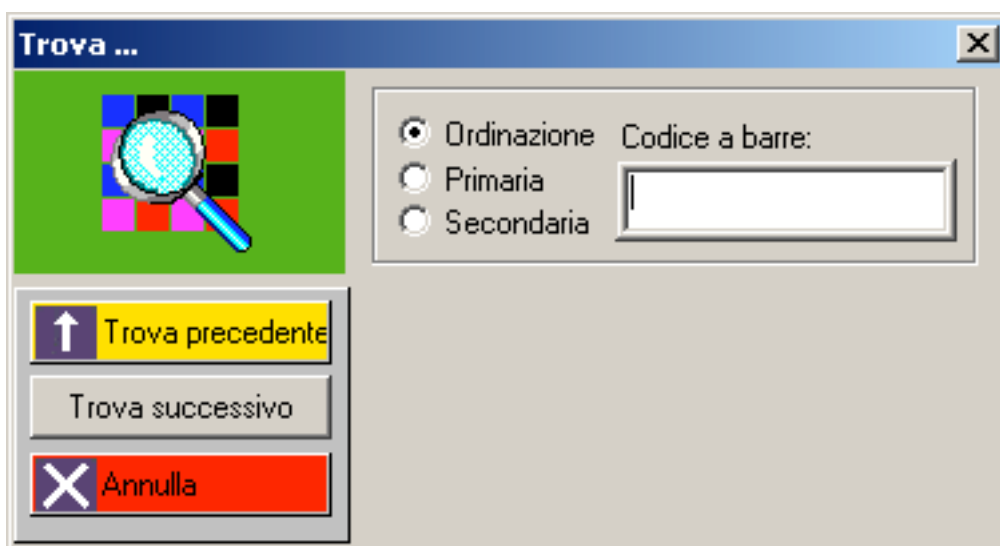 Trova ...
Ordinazione
Primaria
Secondaria
Codice a barre:
Trova precedente
Trova successivo
Annulla